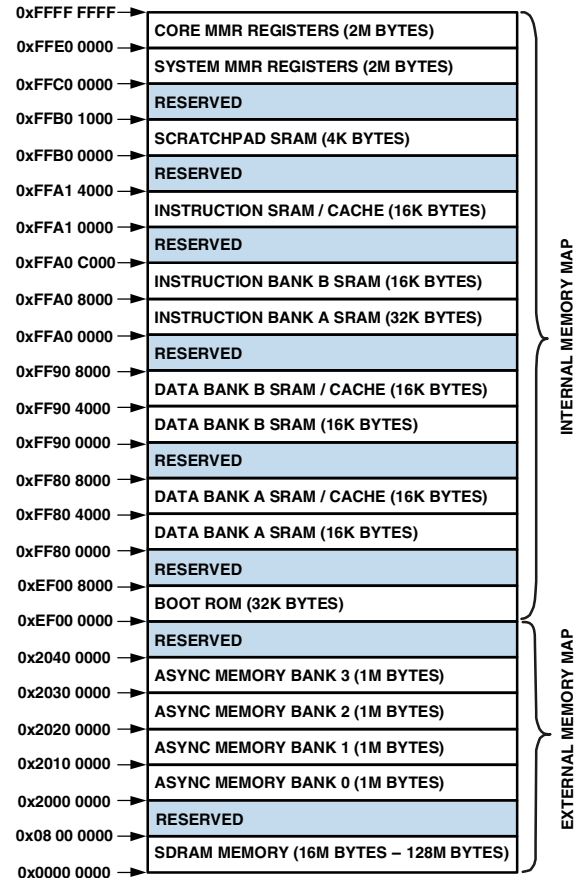 0xFFFF FFFF
CORE MMR REGISTERS (2M BYTES)
0xFFE0 0000
SYSTEM MMR REGISTERS (2M BYTES)
0xFFC0 0000
RESERVED
0xFFB0 1000
SCRATCHPAD SRAM (4K BYTES)
0xFFB0 0000
RESERVED
0xFFA1 4000
INSTRUCTION SRAM / CACHE (16K BYTES)
0xFFA1 0000
RESERVED
0xFFA0 C000
INSTRUCTION BANK B SRAM (16K BYTES)
0xFFA0 8000
INSTRUCTION BANK A SRAM (32K BYTES)
0xFFA0 0000
RESERVED
0xFF90 8000
DATA BANK B SRAM / CACHE (16K BYTES)
0xFF90 4000
DATA BANK B SRAM (16K BYTES)
0xFF90 0000
RESERVED
0xFF80 8000
DATA BANK A SRAM / CACHE (16K BYTES)
0xFF80 4000
DATA BANK A SRAM (16K BYTES)
0xFF80 0000
RESERVED
0xEF00 8000
BOOT ROM (32K BYTES)
0xEF00 0000
RESERVED
0x2040 0000
ASYNC MEMORY BANK 3 (1M BYTES)
0x2030 0000
ASYNC MEMORY BANK 2 (1M BYTES)
0x2020 0000
ASYNC MEMORY BANK 1 (1M BYTES)
0x2010 0000
ASYNC MEMORY BANK 0 (1M BYTES)
0x2000 0000
RESERVED
0x08 00 0000
SDRAM MEMORY (16M BYTES – 128M BYTES)
0x0000 0000
INTERNAL MEMORY MAP
EXTERNAL MEMORY MAP